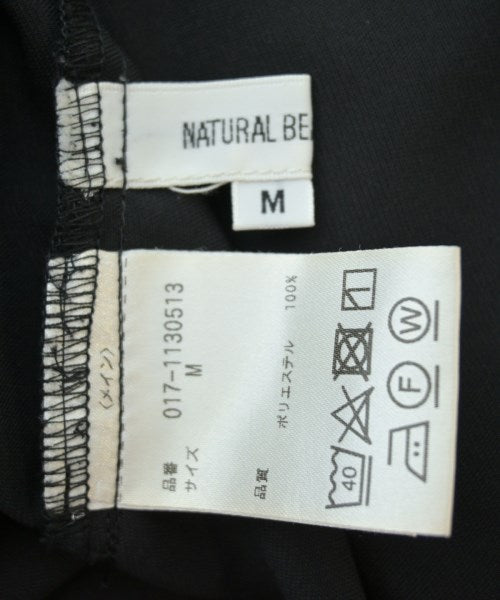 NATURAL BE
M
〈メイン〉
品番 017-1130513
サイズ M
品質 ポリエステル 100%
40
F
W